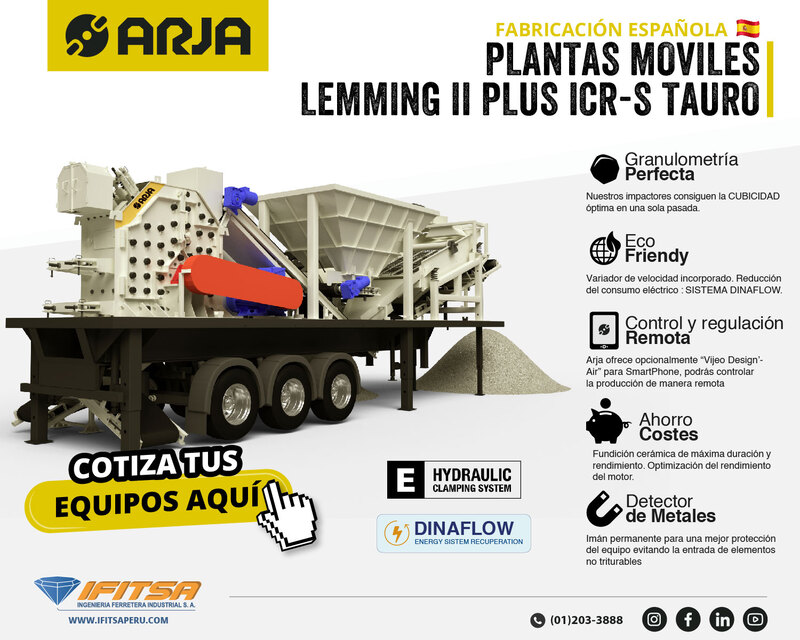 ARJA
FABRICACIÓN ESPAÑOLA
PLANTAS MOVILES
LEMMING II PLUS ICR-S TAURO
ARJA
Granulometría
Perfecta
Nuestros impactores consiguen la CUBICIDAD
óptima en una sola pasada.
Eco
Friendy
Variador de velocidad incorporado. Reducción
del consumo eléctrico : SISTEMA DINAFLOW.
Control y regulación
Remota
Arja ofrece opcionalmente “Vijeo Design’-
Air” para SmartPhone, podrás controlar
la producción de manera remota
Ahorro
Costes
Fundición cerámica de máxima duración y
rendimiento. Optimización del rendimiento
del motor.
Detector
de Metales
Imán permanente para una mejor protección
del equipo evitando la entrada de elementos
no triturables
COTIZA TUS
EQUIPOS AQUÍ
E HYDRAULIC
CLAMPING SYSTEM
DINAFLOW
ENERGY SISTEM RECUPERATION
IFITSA
INGENIERIA FERRETERA INDUSTRIAL S. A.
WWW.IFITSAPERU.COM
(01)203-3888